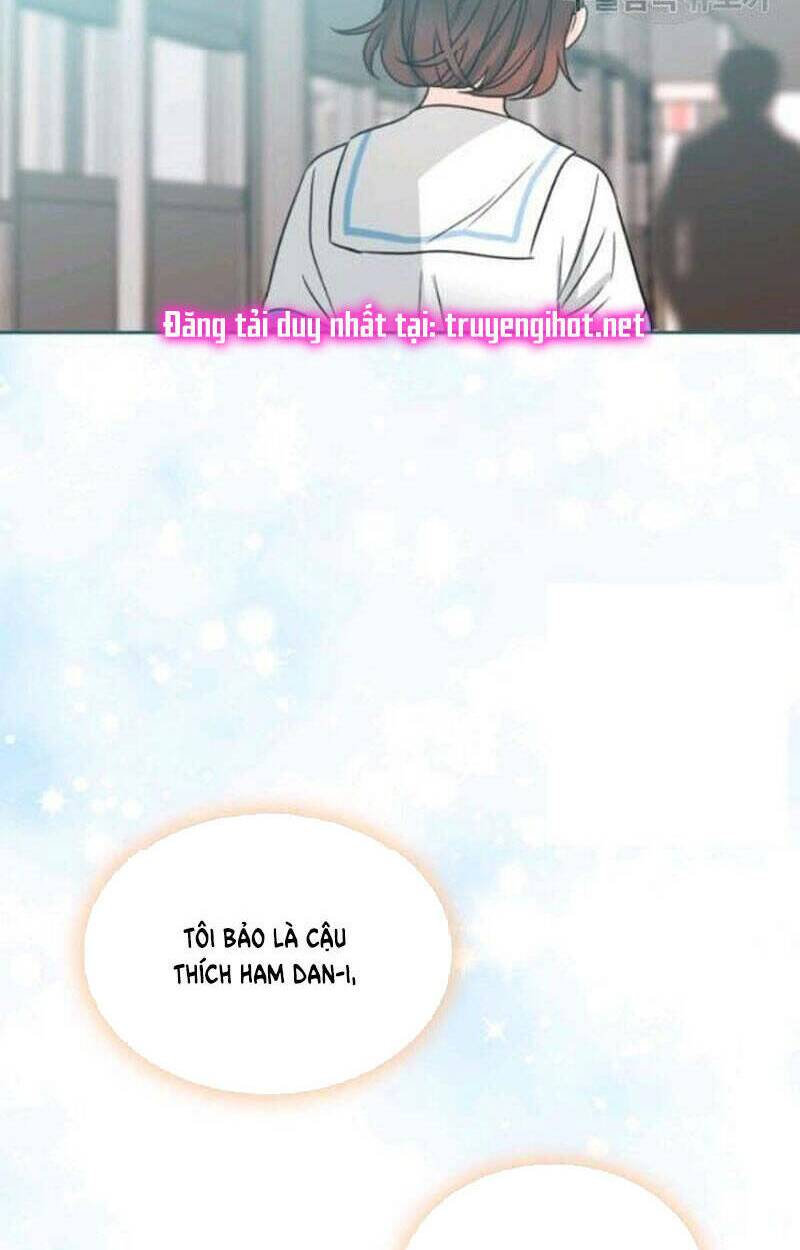 Đăng tải duy nhất tại: truyengihot.net
TÔI BẢO LÀ CẬU
THÍCH HAM DAN-I,